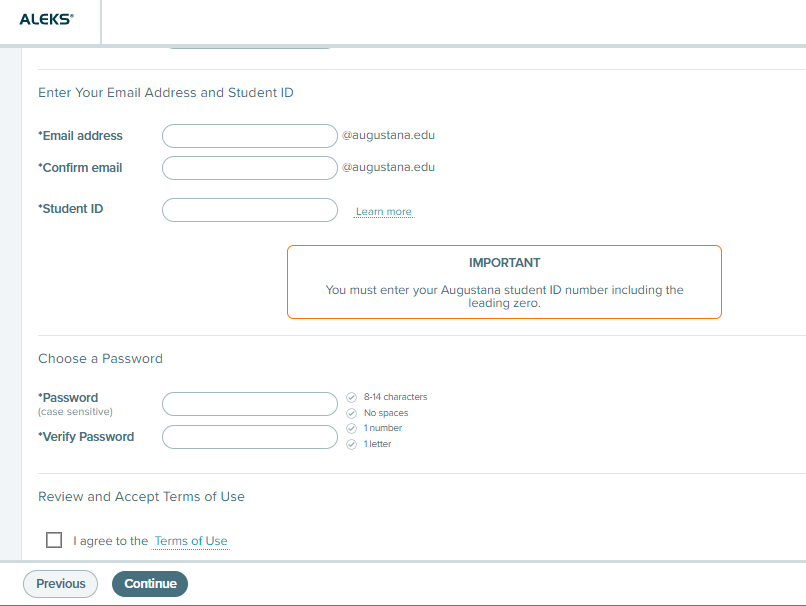 ALEKS®
Enter Your Email Address and Student ID
*Email address @augustana.edu
*Confirm email @augustana.edu
*Student ID Learn more
IMPORTANT
You must enter your Augustana student ID number including the
leading zero.
Choose a Password
*Password 8-14 characters
(case sensitive) No spaces
1 number
*Verify Password 1 letter
Review and Accept Terms of Use
I agree to the Terms of Use
Previous Continue